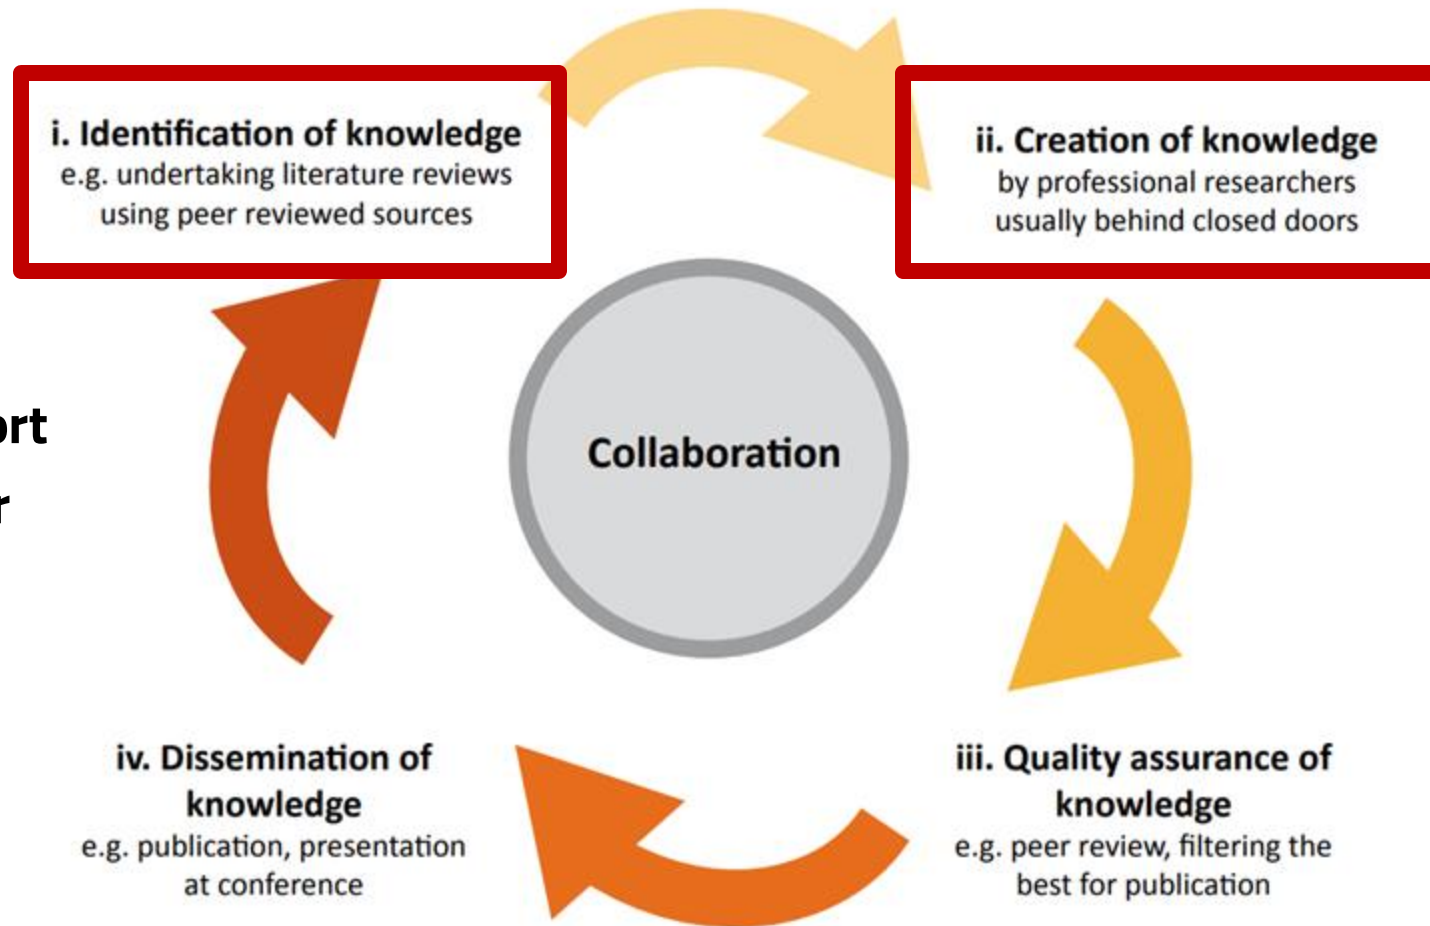 i. Identification of knowledge
e.g. undertaking literature reviews
using peer reviewed sources
ii. Creation of knowledge
by professional researchers
usually behind closed doors
Collaboration
iv. Dissemination of
knowledge
e.g. publication, presentation
at conference
iii. Quality assurance of
knowledge
e.g. peer review, filtering the
best for publication